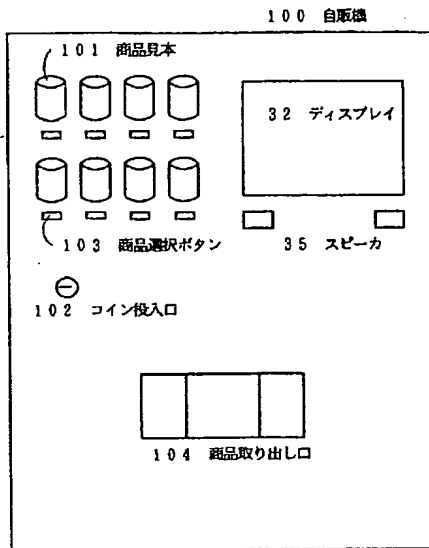 100 自販機
101 商品見本
32 ディスプレイ
103 商品選択ボタン
35 スピーカ
102 コイン投入口
104 商品取り出し口